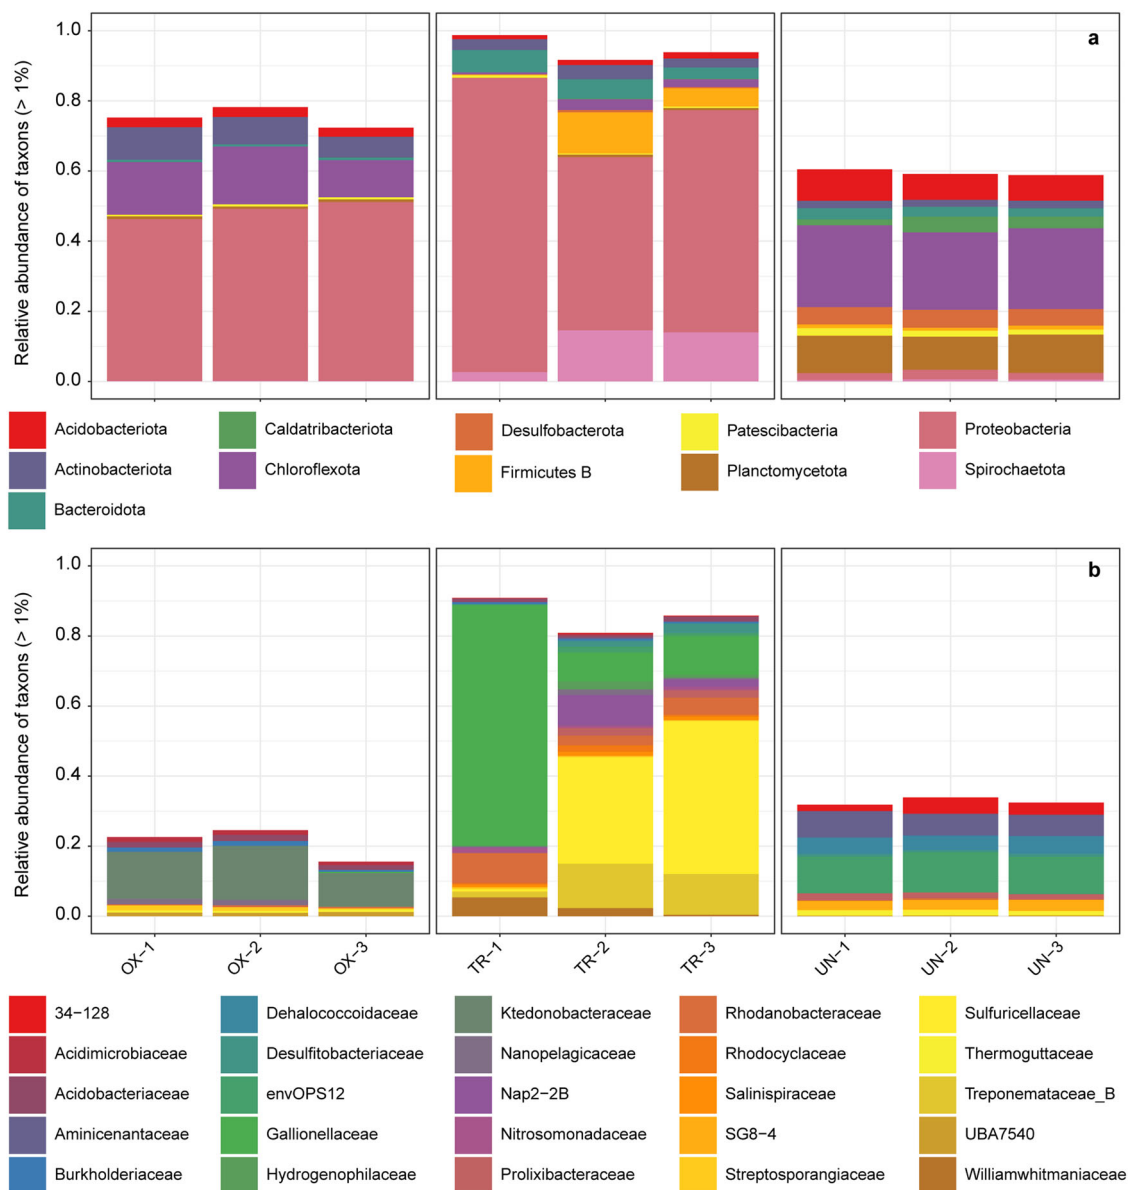 a
Relative abundance of taxons (> 1%)
1.0
0.8
0.6
0.4
0.2
0.0
Acidobacteriota
Actinobacteriota
Bacteroidota
Caldatribacteriota
Chloroflexota
Desulfobacterota
Firmicutes B
Patescibacteria
Planctomycetota
Proteobacteria
Spirochaetota
b
Relative abundance of taxons (> 1%)
1.0
0.8
0.6
0.4
0.2
0.0
OX-1
OX-2
OX-3
TR-1
TR-2
TR-3
UN-1
UN-2
UN-3
34-128
Acidimicrobiaceae
Acidobacteriaceae
Aminicenantaceae
Burkholderiaceae
Dehalococcoidaceae
Desulfitobacteriaceae
envOPS12
Gallionellaceae
Hydrogenophilaceae
Ktedonobacteraceae
Nanopelagicaceae
Nap2-2B
Nitrosomonadaceae
Prolixibacteraceae
Rhodanobacteraceae
Rhodocyclaceae
Salinispiraceae
SG8-4
Streptosporangiaceae
Sulfuricellaceae
Thermoguttaceae
Treponemataceae_B
UBA7540
Williamwhitmaniaceae